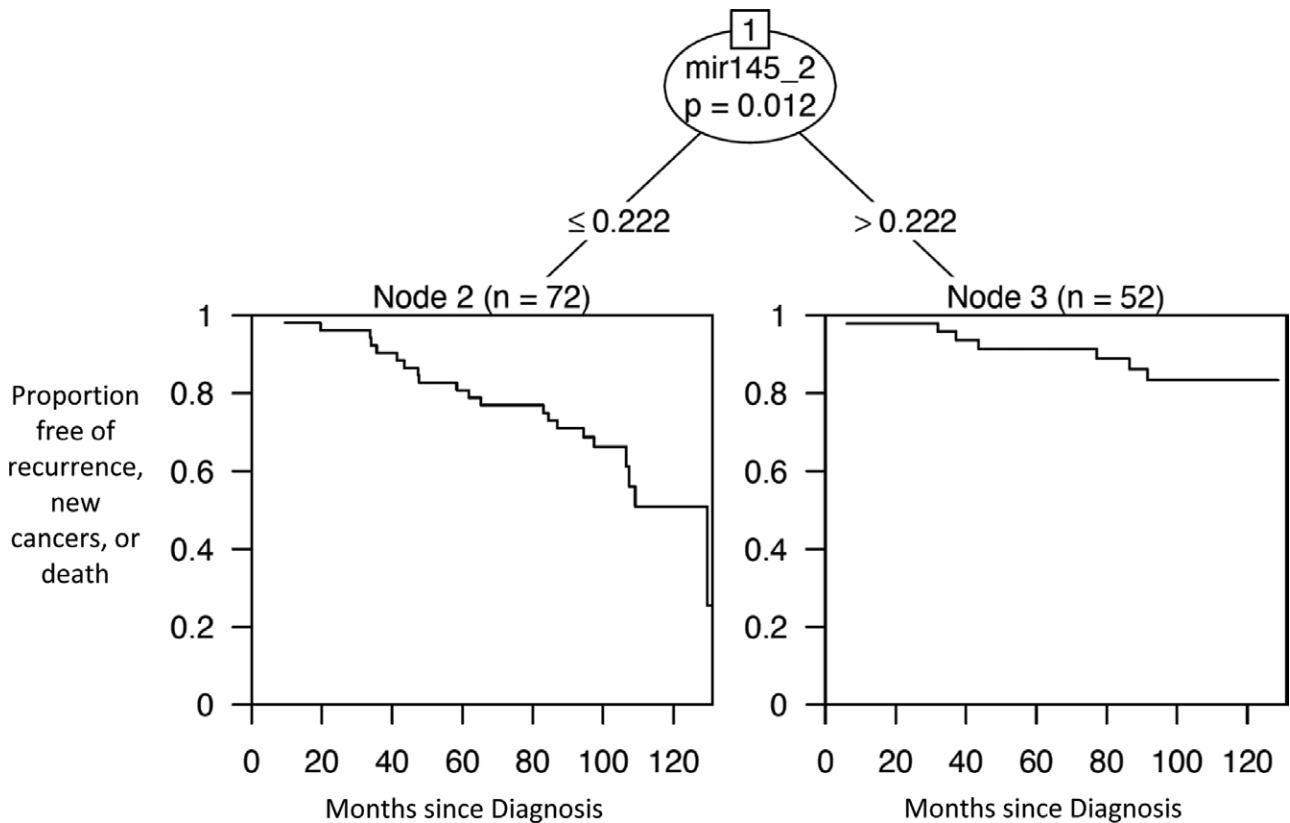 1
mir145_2
p = 0.012
≤ 0.222
> 0.222
Node 2 (n = 72)
Node 3 (n = 52)
Proportion
free of
recurrence,
new
cancers, or
death
1
0.8
0.6
0.4
0.2
0
0 20 40 60 80 100 120
Months since Diagnosis
1
0.8
0.6
0.4
0.2
0
0 20 40 60 80 100 120
Months since Diagnosis